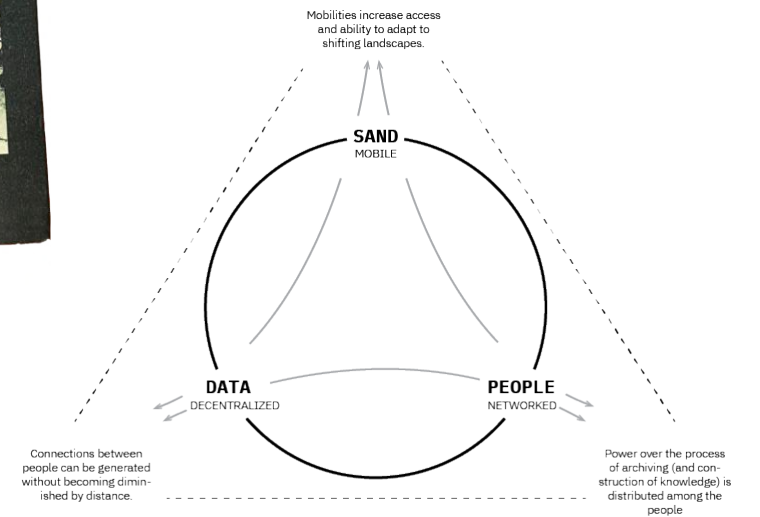 Mobilities increase access
and ability to adapt to
shifting landscapes.
SAND
MOBILE
DATA
DECENTRALIZED
PEOPLE
NETWORKED
Connections between
people can be generated
without becoming dimin-
ished by distance.
Power over the process
of archiving (and con-
struction of knowledge) is
distributed among the
people